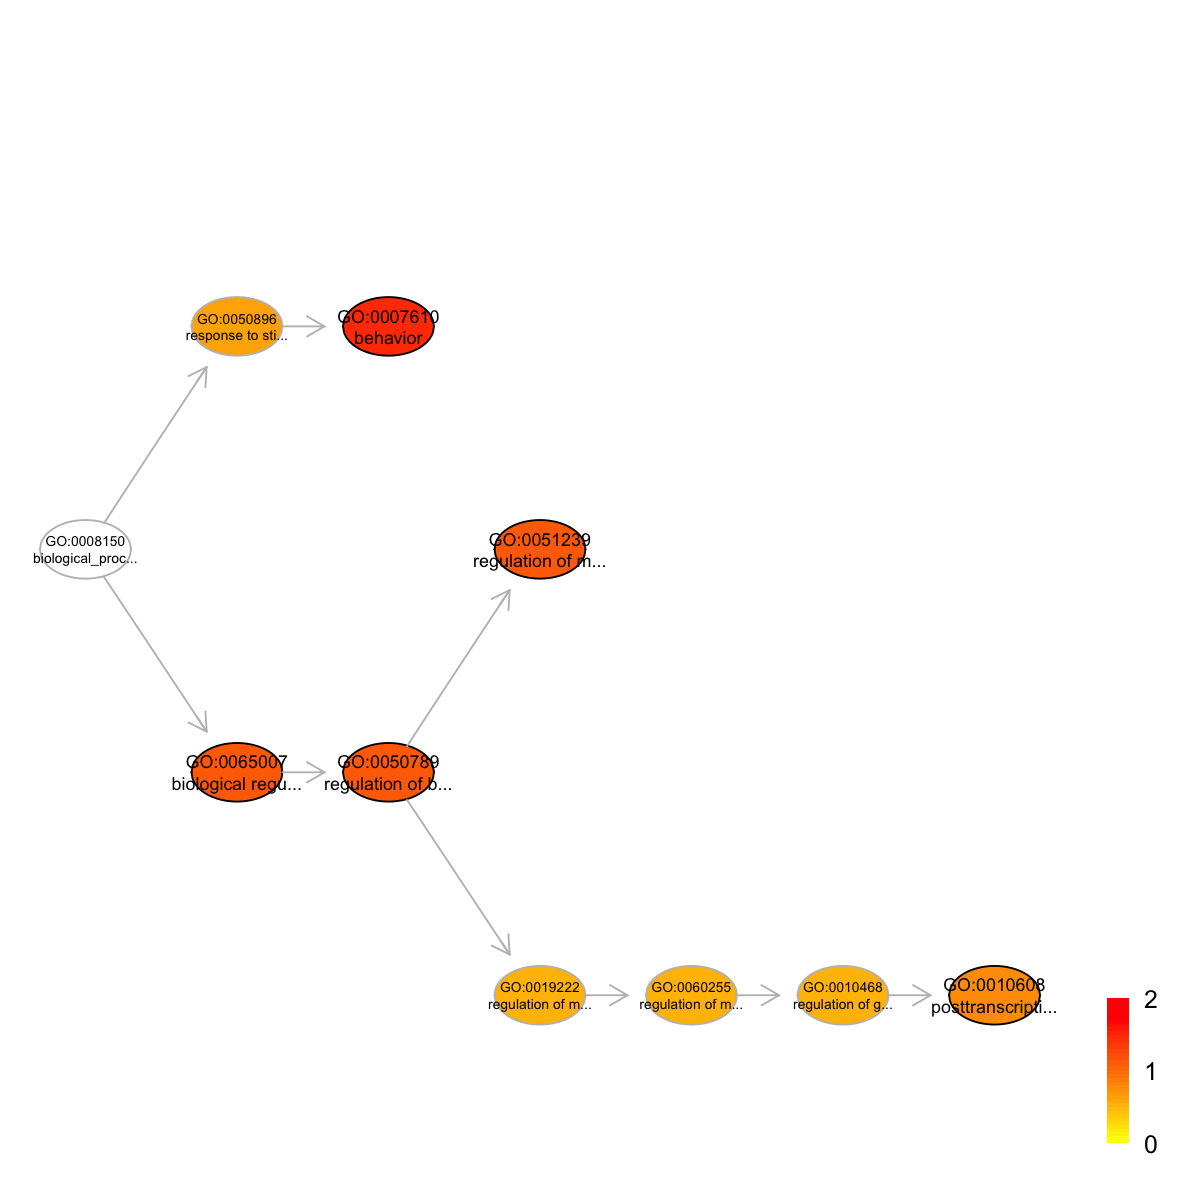 GO:0050896
response to sti...
GO:0007610
behavior
GO:0008150
biological_proc...
GO:0051239
regulation of m...
GO:0065007
biological regu...
GO:0050789
regulation of b...
GO:0019222
regulation of m...
GO:0060255
regulation of m...
GO:0010468
regulation of g...
GO:0010608
posttranscripti...
2
1
0